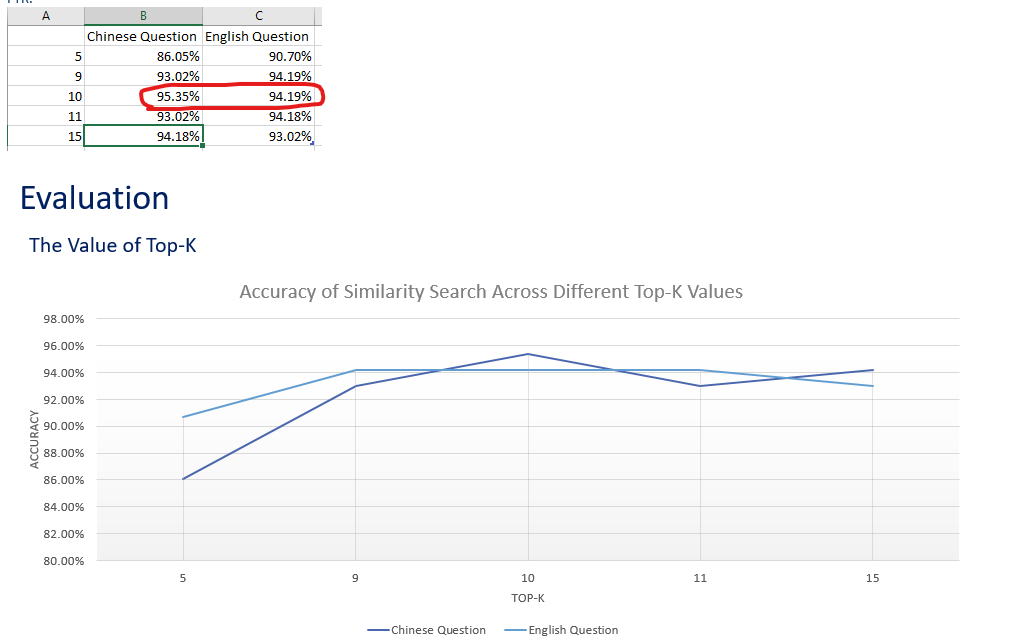 A B C
Chinese Question English Question
5 86.05% 90.70%
9 93.02% 94.19%
10 95.35% 94.19%
11 93.02% 94.18%
15 94.18% 93.02%
Evaluation
The Value of Top-K
Accuracy of Similarity Search Across Different Top-K Values
98.00%
96.00%
94.00%
92.00%
90.00%
88.00%
86.00%
84.00%
82.00%
80.00%
ACCURACY
5 9 10 11 15
TOP-K
Chinese Question English Question